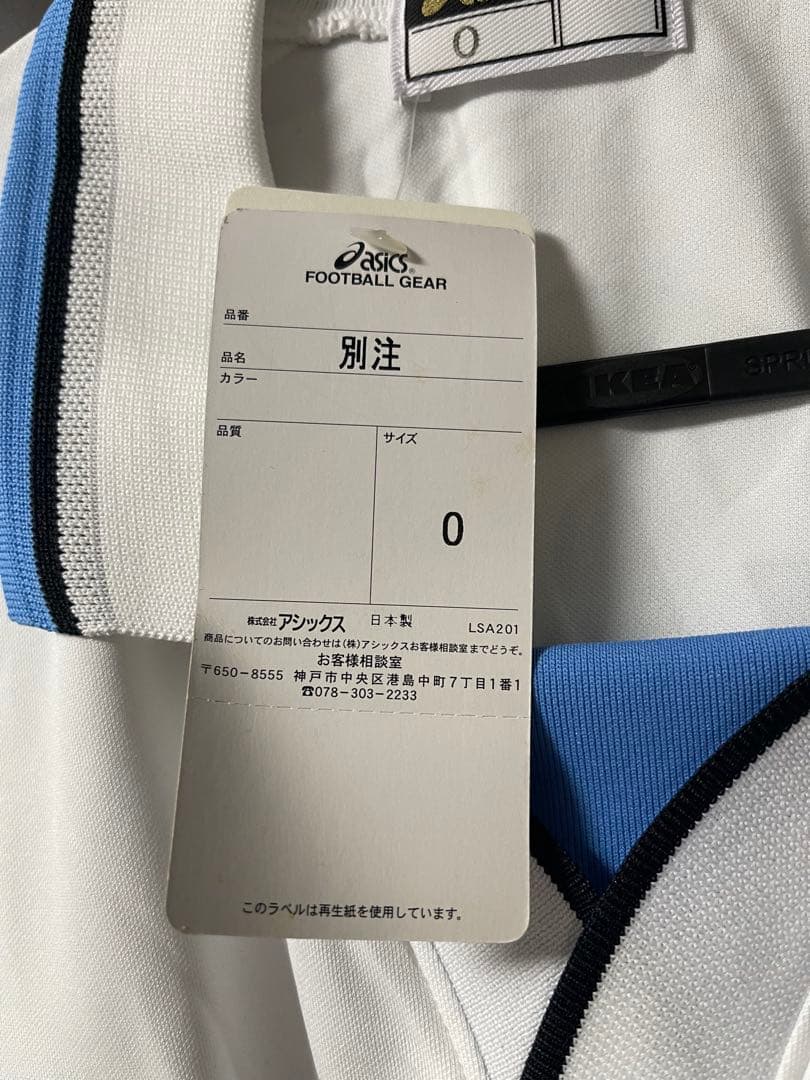 O
asics
FOOTBALL GEAR
品番
品名 別注
カラー
品質 サイズ
O
株式会社 アシックス 日本製 LSA201
商品についてのお問い合わせは(株)アシックスお客様相談室までどうぞ。
お客様相談室
〒650-8555 神戸市中央区港島中町7丁目1番1
☎078-303-2233
このラベルは再生紙を使用しています。
IKEA